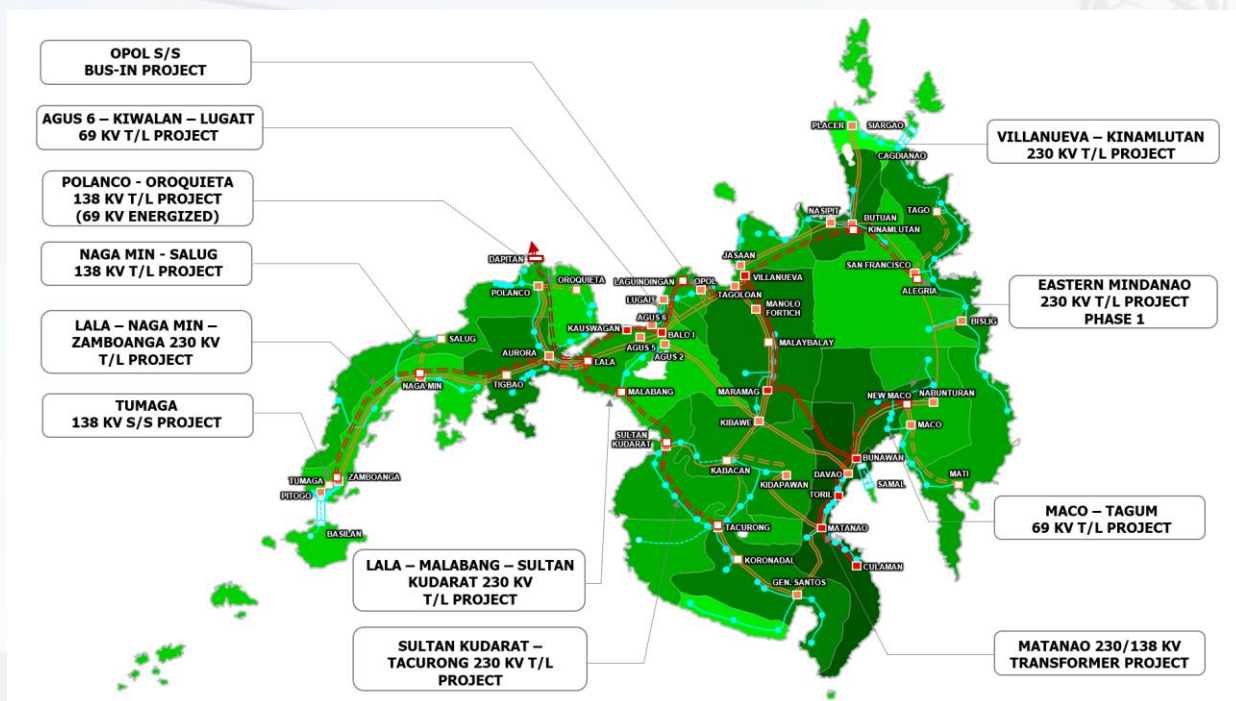 OPOL S/S
BUS-IN PROJECT
AGUS 6 – KIWALAN – LUGAIT
69 KV T/L PROJECT
POLANCO - OROQUIETA
138 KV T/L PROJECT
(69 KV ENERGIZED)
NAGA MIN - SALUG
138 KV T/L PROJECT
LALA – NAGA MIN –
ZAMBOANGA 230 KV
T/L PROJECT
TUMAGA
138 KV S/S PROJECT
LALA – MALABANG – SULTAN
KUDARAT 230 KV
T/L PROJECT
SULTAN KUDARAT –
TACURONG 230 KV T/L
PROJECT
VILLANUEVA – KINAMLUTAN
230 KV T/L PROJECT
EASTERN MINDANAO
230 KV T/L PROJECT
PHASE 1
MACO – TAGUM
69 KV T/L PROJECT
MATANAO 230/138 KV
TRANSFORMER PROJECT
PLACER
SIARGAO
CAGDIANAO
NASIPIT
BUTUAN
TAGO
KINAMLUTAN
JASAAN
VILLANUEVA
SAN FRANCISCO
ALEGRIA
DAPITAN
OROQUIETA
POLANCO
LAGUINDINGAN
OPOL
TAGOLOAN
LUGAIT
MANOLO
FORTICH
AGUS 6
KAUSWAGAN
BALO-I
AGUS 5
AGUS 2
BISLIG
SALUG
AURORA
LALA
MALAYBALAY
NAGA MIN
TIGBAO
MALABANG
MARAMAG
NEW MACO
NABUNTURAN
MACO
KIBAWE
SULTAN
KUDARAT
BUNAWAN
KABACAN
DAVAO
KIDAPAWAN
SAMAL
MATI
TUMAGA
ZAMBOANGA
PITOGO
TORIL
BASILAN
TACURONG
MATANAO
KORONADAL
CULAMAN
GEN. SANTOS